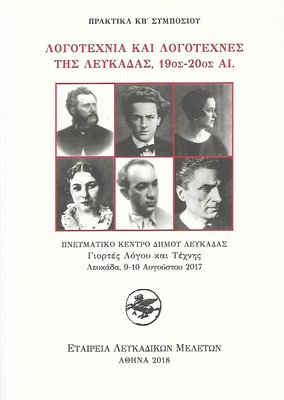 ΠΡΑΚΤΙΚΑ ΚΒ΄ ΣΥΜΠΟΣΙΟΥ
ΛΟΓΟΤΕΧΝΙΑ ΚΑΙ ΛΟΓΟΤΕΧΝΕΣ
ΤΗΣ ΛΕΥΚΑΔΑΣ, 19ος-20ος ΑΙ.
ΠΝΕΥΜΑΤΙΚΟ ΚΕΝΤΡΟ ΔΗΜΟΥ ΛΕΥΚΑΔΑΣ
Γιορτές Λόγου και Τέχνης
Λευκάδα, 9-10 Αυγούστου 2017
ΕΤΑΙΡΕΙΑ ΛΕΥΚΑΔΙΚΩΝ ΜΕΛΕΤΩΝ
ΑΘΗΝΑ 2018